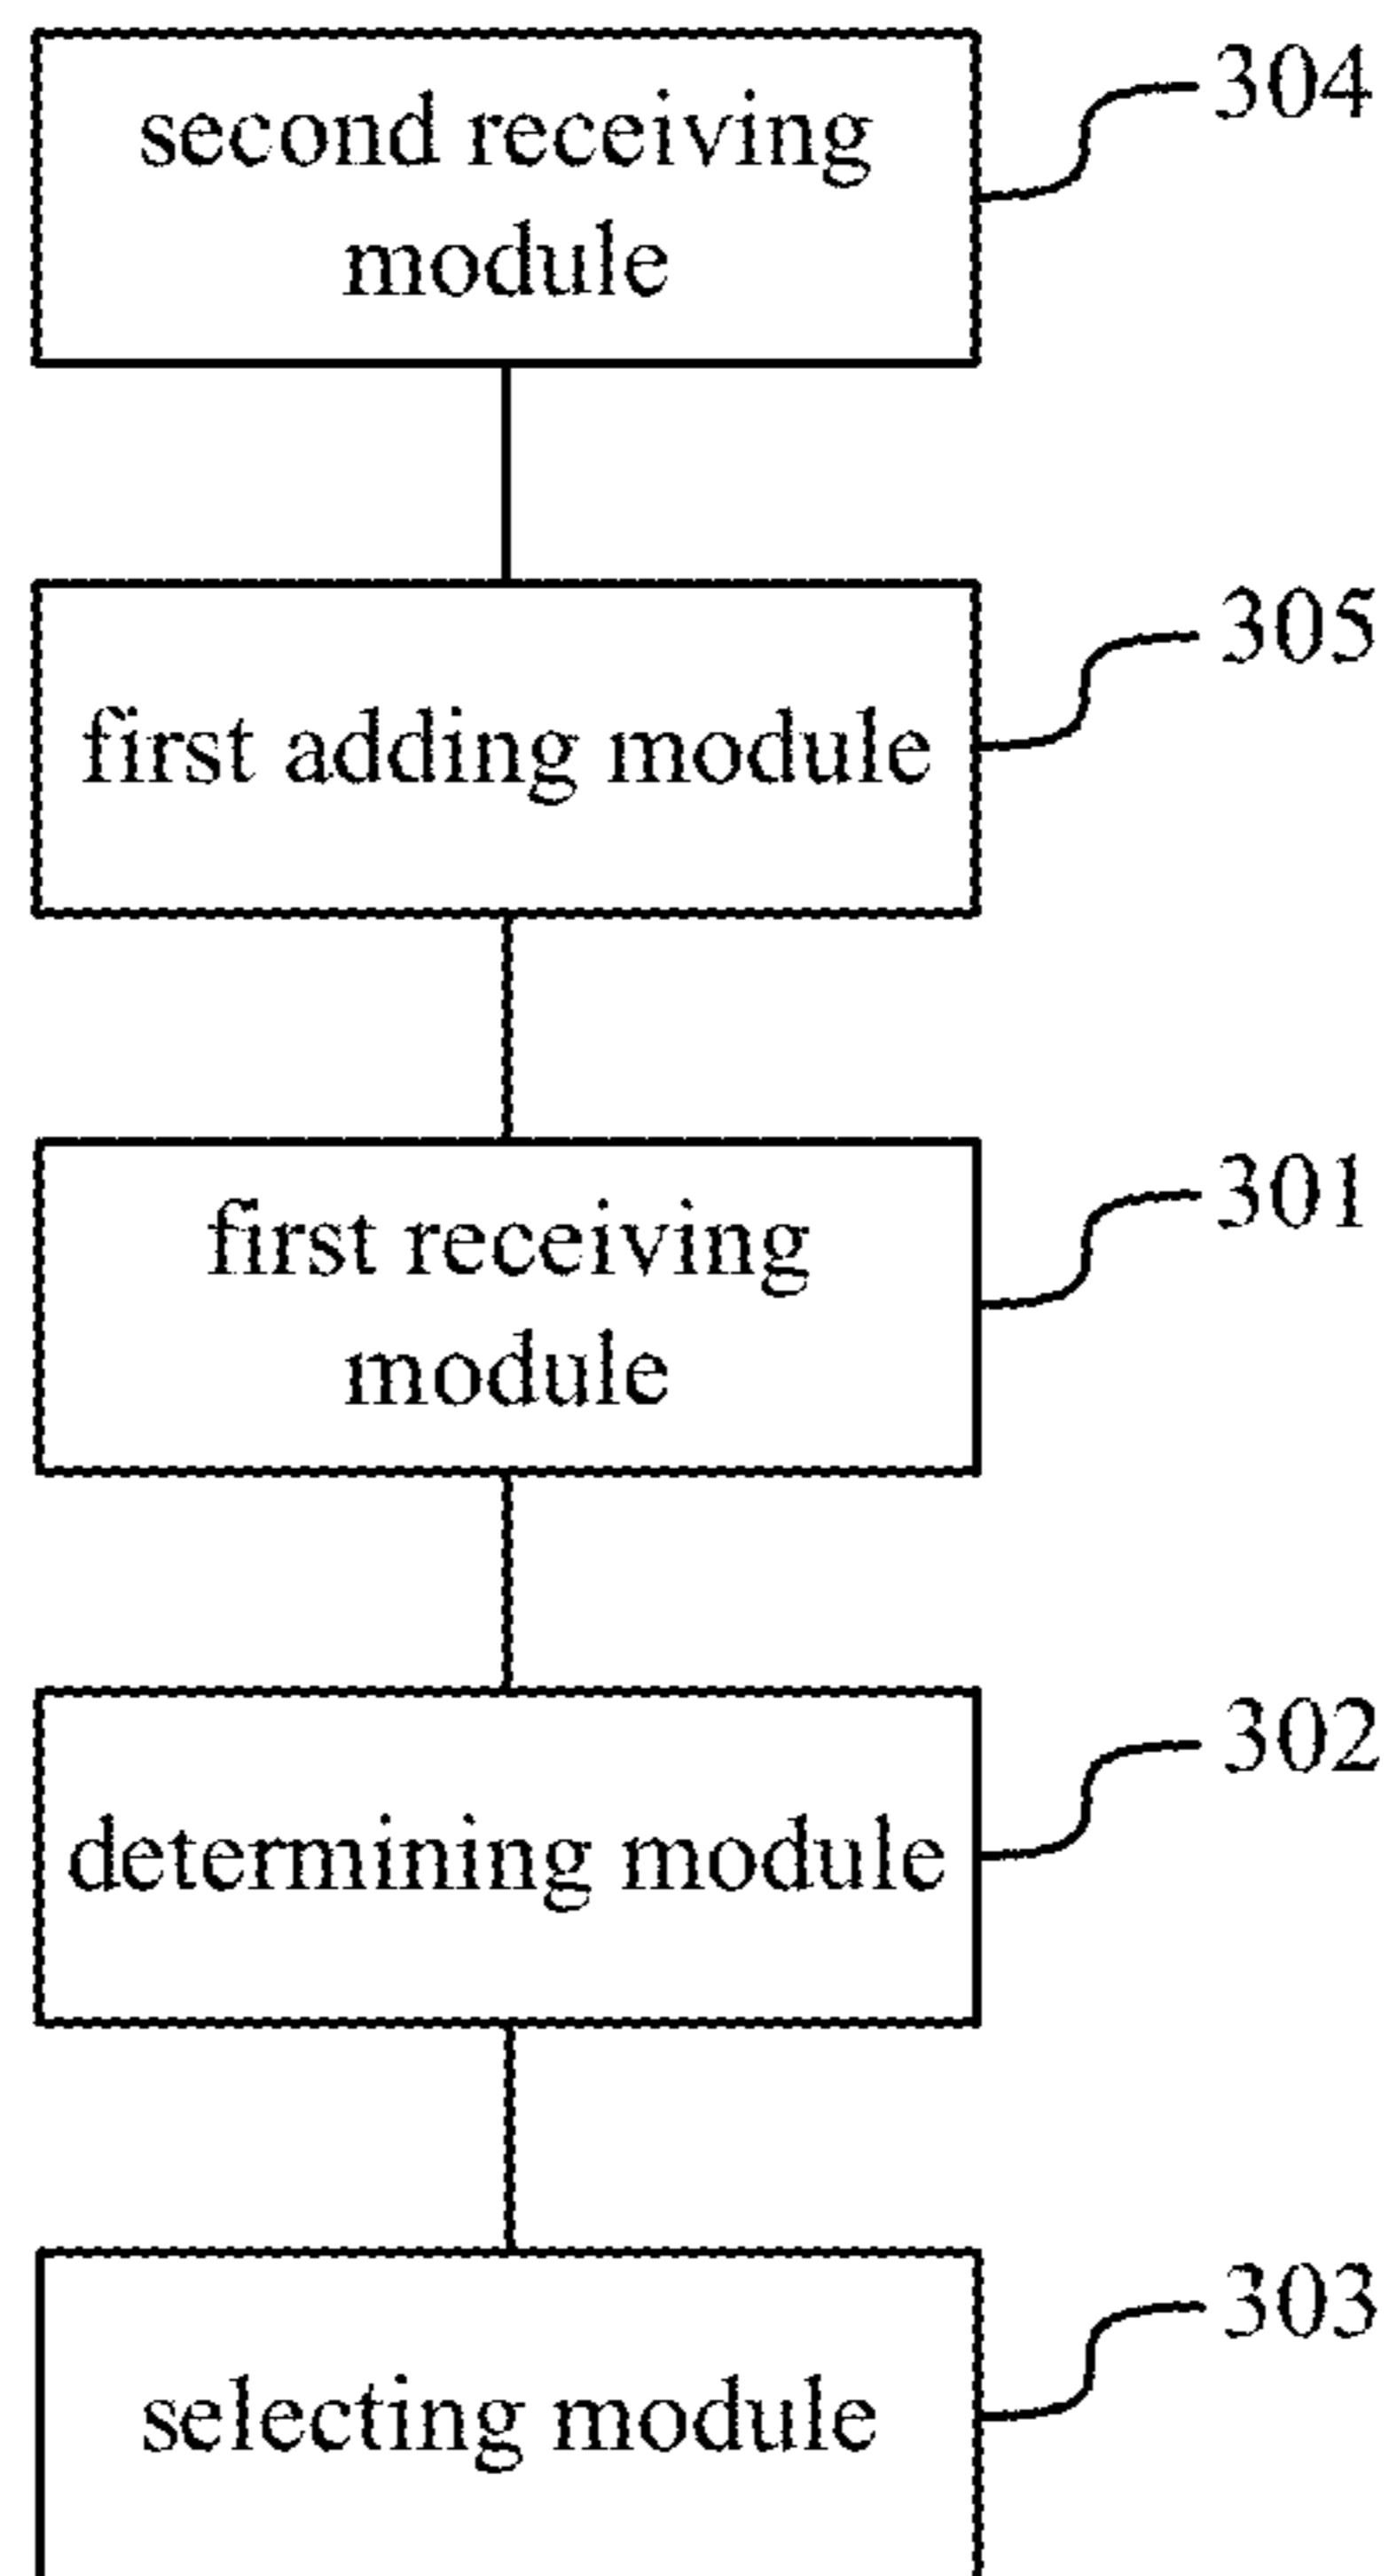 second receiving
module
304
first adding module
305
first receiving
module
301
determining module
302
selecting module
303